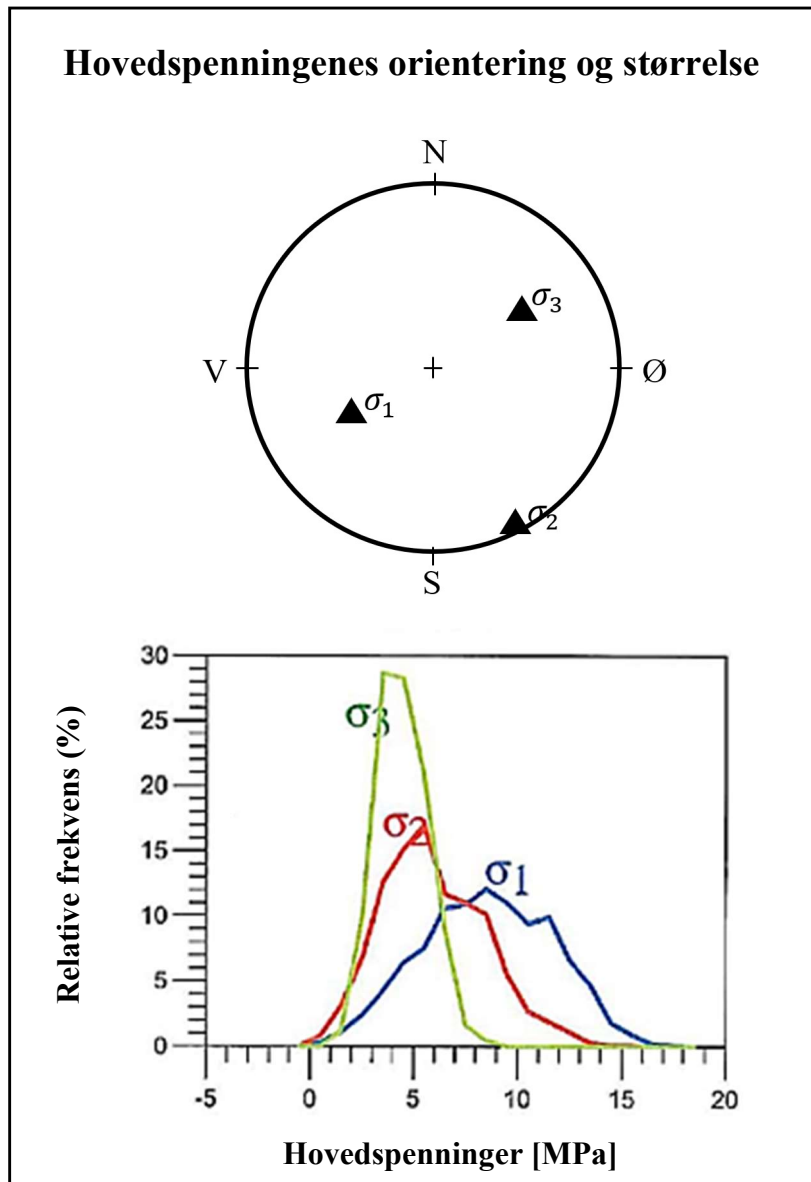 Hovedspenningenes orientering og størrelse
N
σ₃
V
Ø
σ₁
σ₂
S
30
25
20
15
10
5
0
Relative frekvens (%)
σ3
σ2
σ1
-5 0 5 10 15 20
Hovedspenninger [MPa]